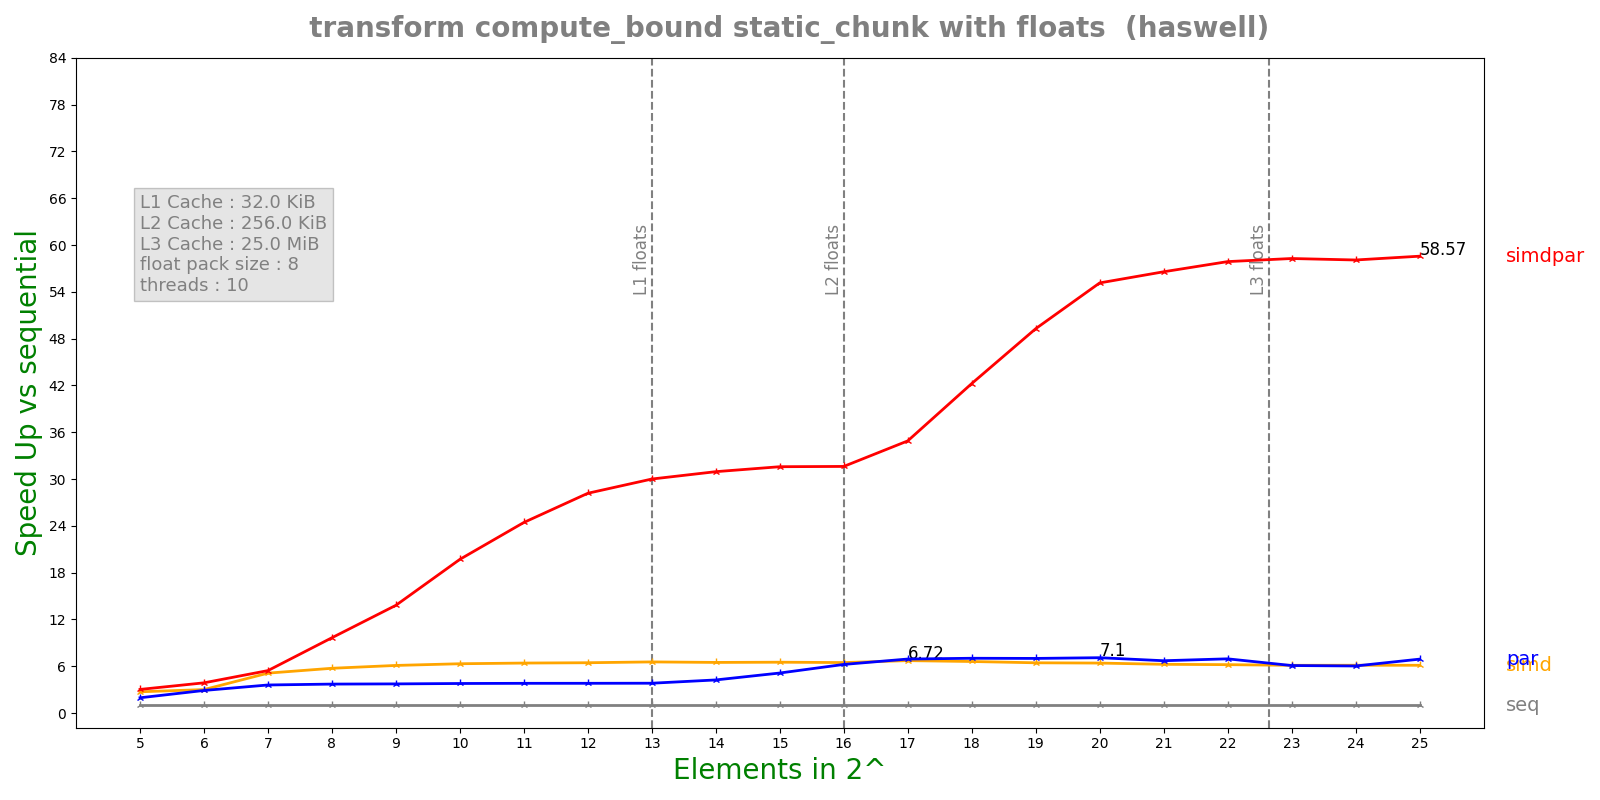 transform compute_bound static_chunk with floats (haswell)
84
78
72
66
60
54
48
42
36
30
24
18
12
6
0
Speed Up vs sequential
L1 Cache : 32.0 KiB
L2 Cache : 256.0 KiB
L3 Cache : 25.0 MiB
float pack size : 8
threads : 10
L1 floats
L2 floats
L3 floats
58.57
6.72
7.1
simdpar
par
simd
seq
5 6 7 8 9 10 11 12 13 14 15 16 17 18 19 20 21 22 23 24 25
Elements in 2^